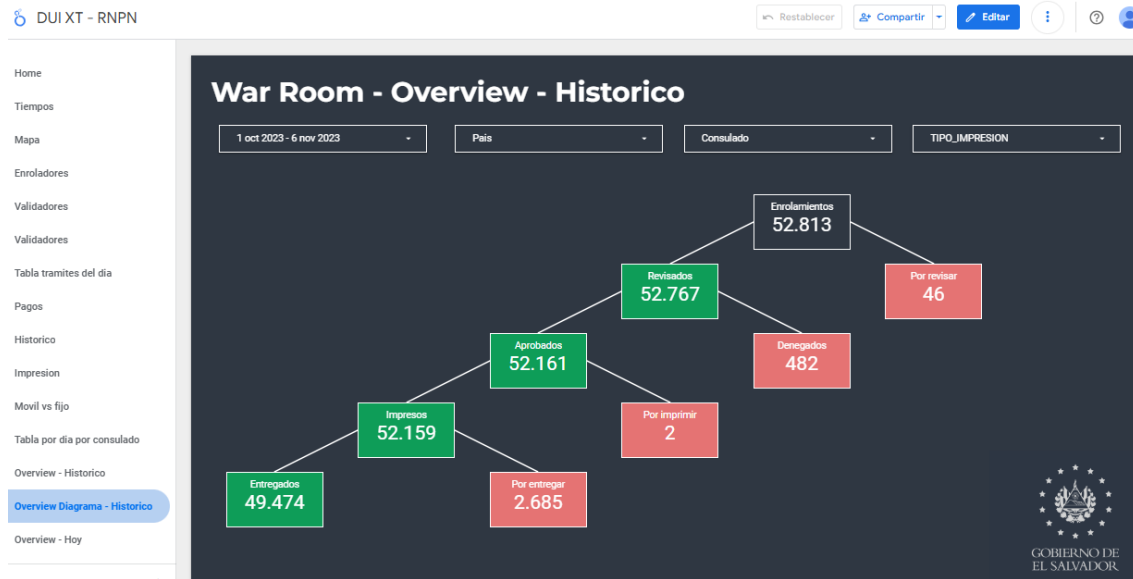 DUI XT - RNPN
Restablecer
Compartir
Editar
Home
Tiempos
Mapa
Enroladores
Validadores
Validadores
Tabla tramites del dia
Pagos
Historico
Impresion
Movil vs fijo
Tabla por dia por consulado
Overview - Historico
Overview Diagrama - Historico
Overview - Hoy
War Room - Overview - Historico
1 oct 2023 - 6 nov 2023
Pais
Consulado
TIPO_IMPRESION
Enrolamientos
52.813
Revisados
52.767
Por revisar
46
Aprobados
52.161
Denegados
482
Impresos
52.159
Por imprimir
2
Entregados
49.474
Por entregar
2.685
GOBIERNO DE
EL SALVADOR